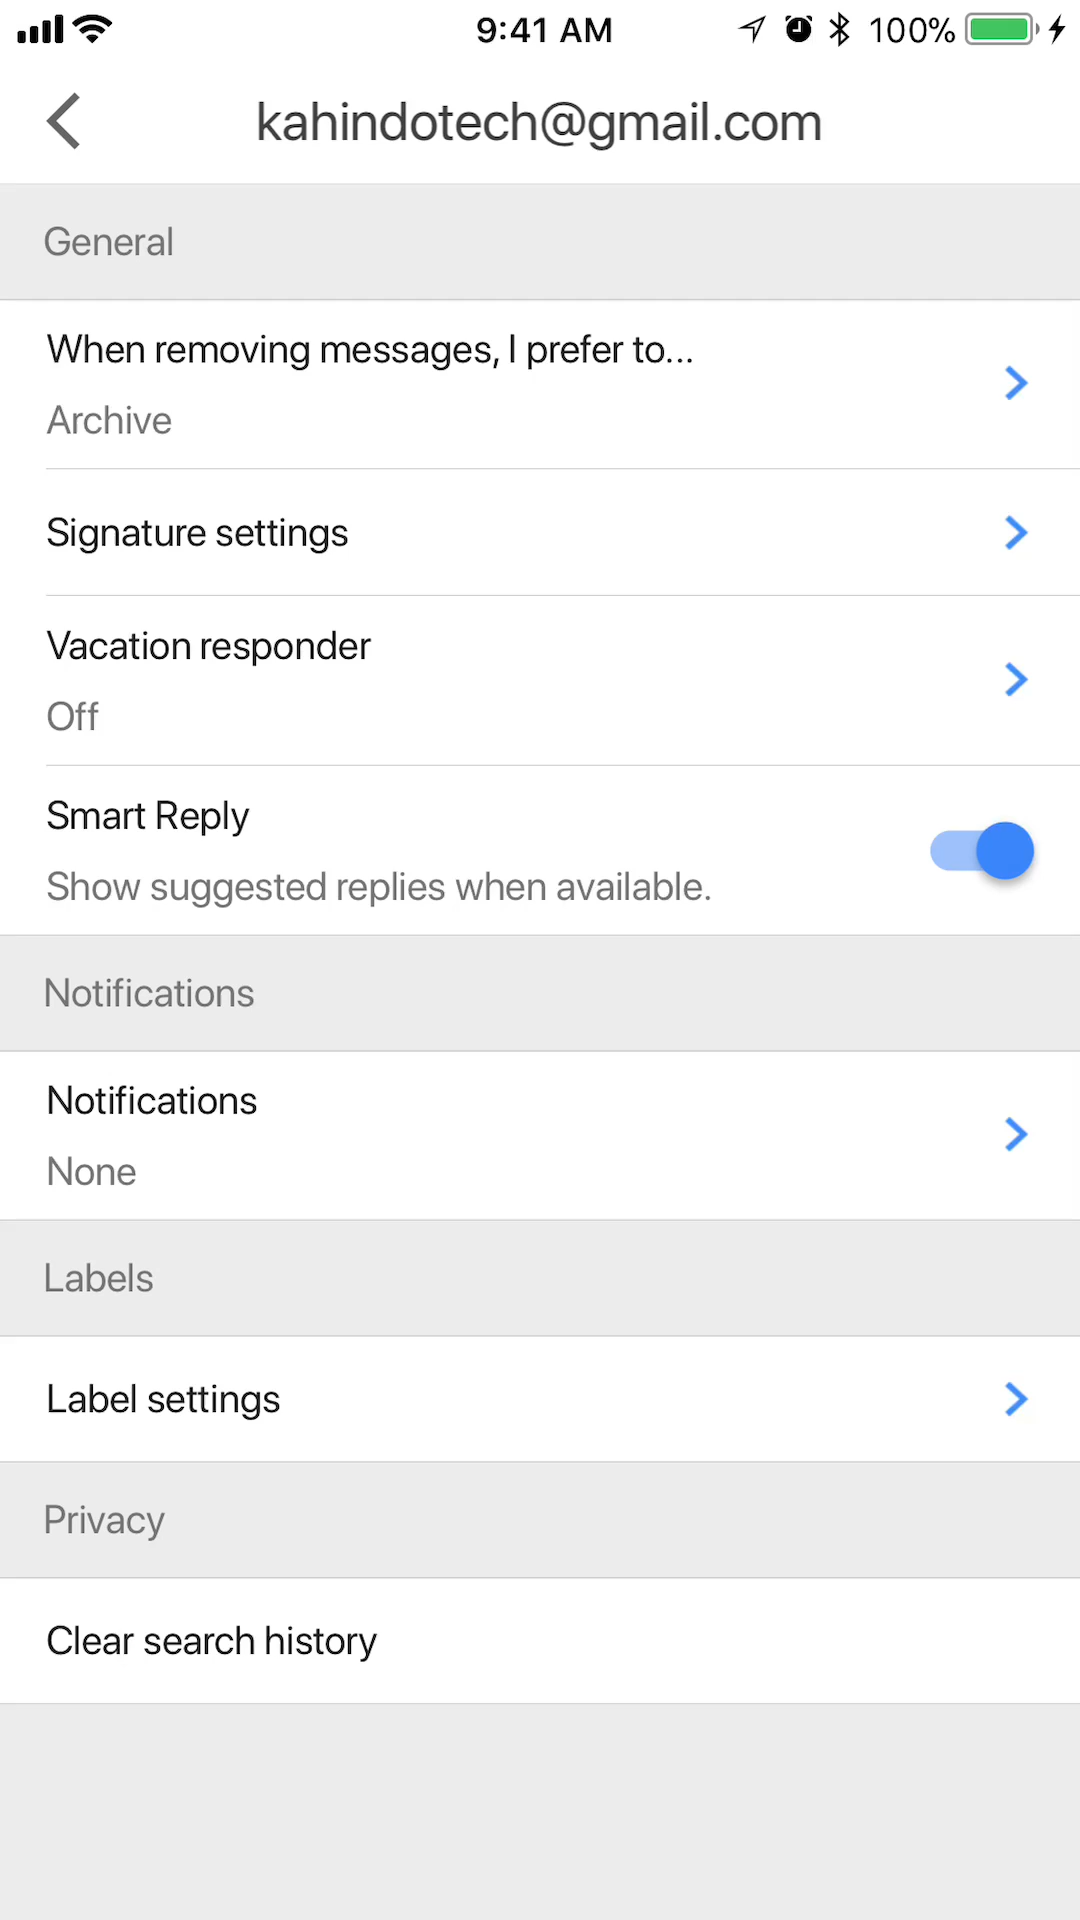 9:41 AM 100%
kahindotech@gmail.com
General
When removing messages, I prefer to...
Archive
Signature settings
Vacation responder
Off
Smart Reply
Show suggested replies when available.
Notifications
Notifications
None
Labels
Label settings
Privacy
Clear search history